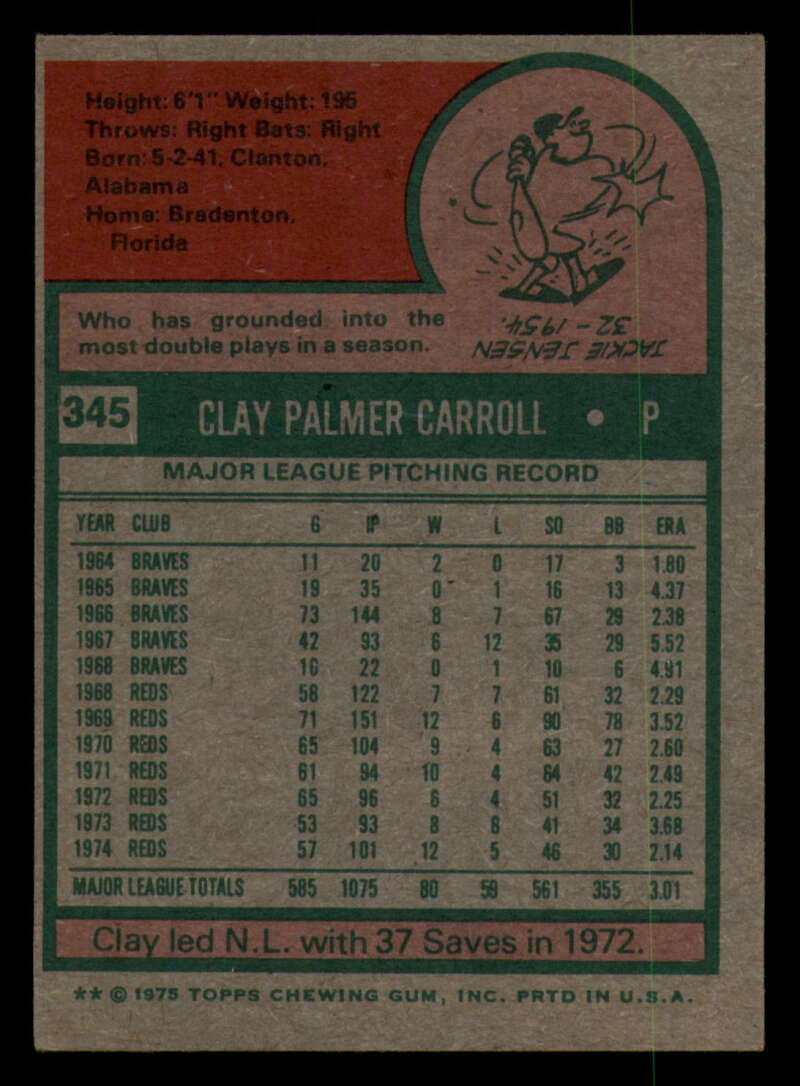 Height: 6'1" Weight: 195
Throws: Right Bats: Right
Born: 5-2-41, Clanton,
Alabama
Home: Bradenton,
Florida
Who has grounded into the
most double plays in a season.
JACKIE JENSEN
32 - 1954.
345 CLAY PALMER CARROLL • P
MAJOR LEAGUE PITCHING RECORD
YEAR CLUB G IP W L SO BB ERA
1964 BRAVES 11 20 2 0 17 3 1.80
1965 BRAVES 19 35 0 1 16 13 4.37
1966 BRAVES 73 144 8 7 67 29 2.38
1967 BRAVES 42 93 6 12 35 29 5.52
1968 BRAVES 10 22 0 1 10 6 4.91
1968 REDS 58 122 7 7 61 32 2.29
1969 REDS 71 151 12 6 90 78 3.52
1970 REDS 65 104 9 4 63 27 2.60
1971 REDS 61 94 10 4 64 42 2.49
1972 REDS 65 96 6 4 51 32 2.25
1973 REDS 53 93 8 8 41 34 3.68
1974 REDS 57 101 12 5 46 30 2.14
MAJOR LEAGUE TOTALS 585 1075 80 59 561 355 3.01
Clay led N.L. with 37 Saves in 1972.
** © 1975 TOPPS CHEWING GUM, INC. PRTD IN U.S.A.